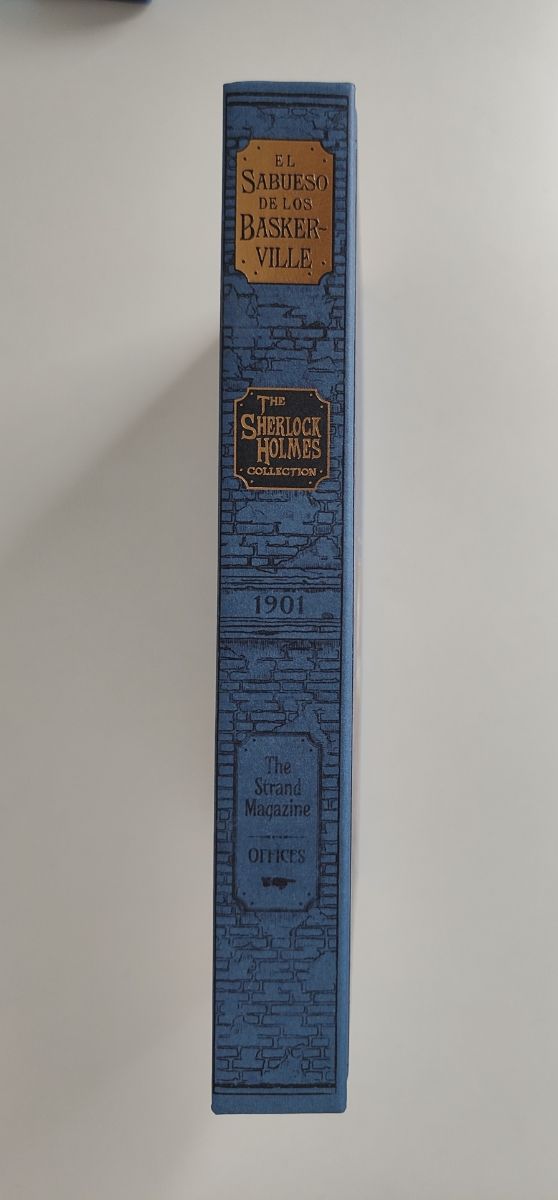 EL
SABUESO
DE LOS
BASKER-
VILLE
THE
SHERLOCK
HOLMES
COLLECTION
1901
The
Strand
Magazine
OFFICES